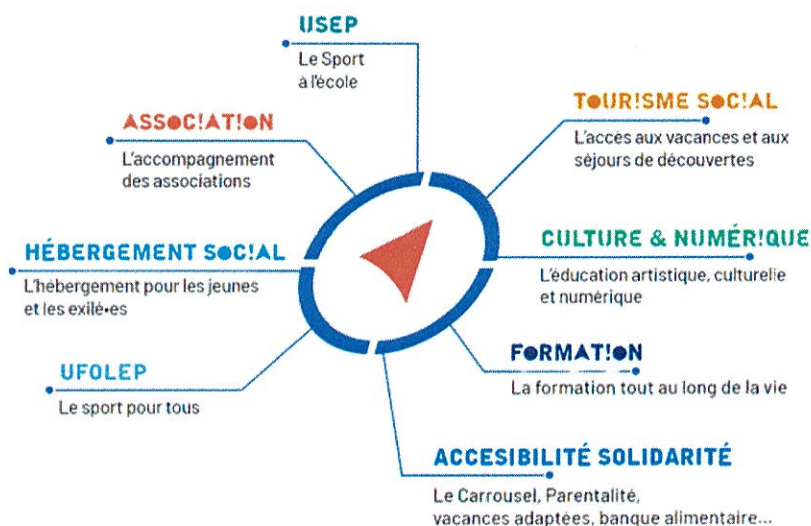 USEP
Le Sport
à l'école
TOUR!SME SOC!AL
L'accès aux vacances et aux
séjours de découvertes
ASSOC!AT!ON
L'accompagnement
des associations
HÉBERGEMENT SOC!AL
L'hébergement pour les jeunes
et les exilé•es
CULTURE & NUMÉR!QUE
L'éducation artistique, culturelle
et numérique
FORMAT!ON
La formation tout au long de la vie
UFOLEP
Le sport pour tous
ACCESIBILITÉ SOLIDARITÉ
Le Carrousel, Parentalité,
vacances adaptées, banque alimentaire...